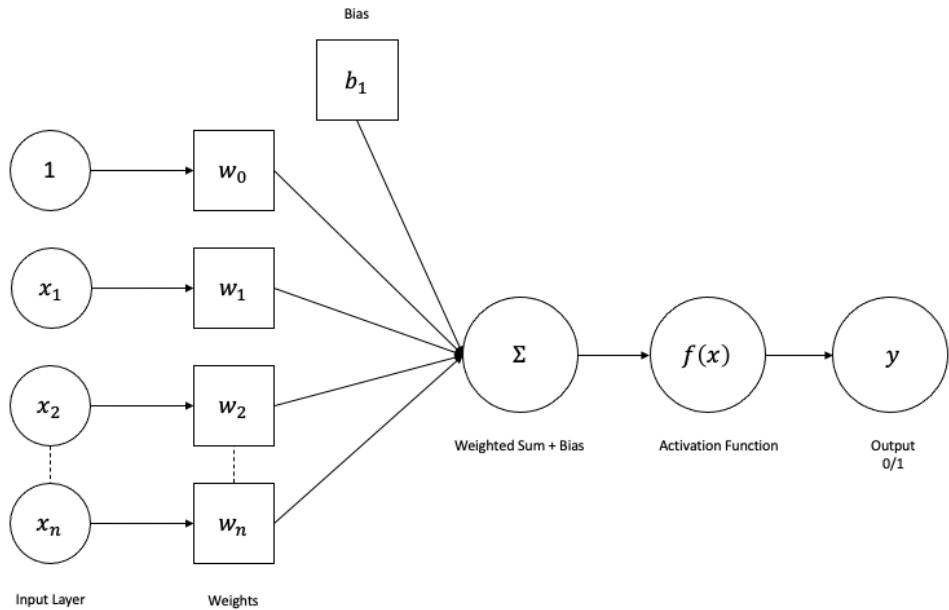 Bias
b₁
1
w₀
x₁
w₁
x₂
w₂
xₙ
wₙ
Σ
f(x)
y
Weighted Sum + Bias
Activation Function
Output
0/1
Input Layer
Weights